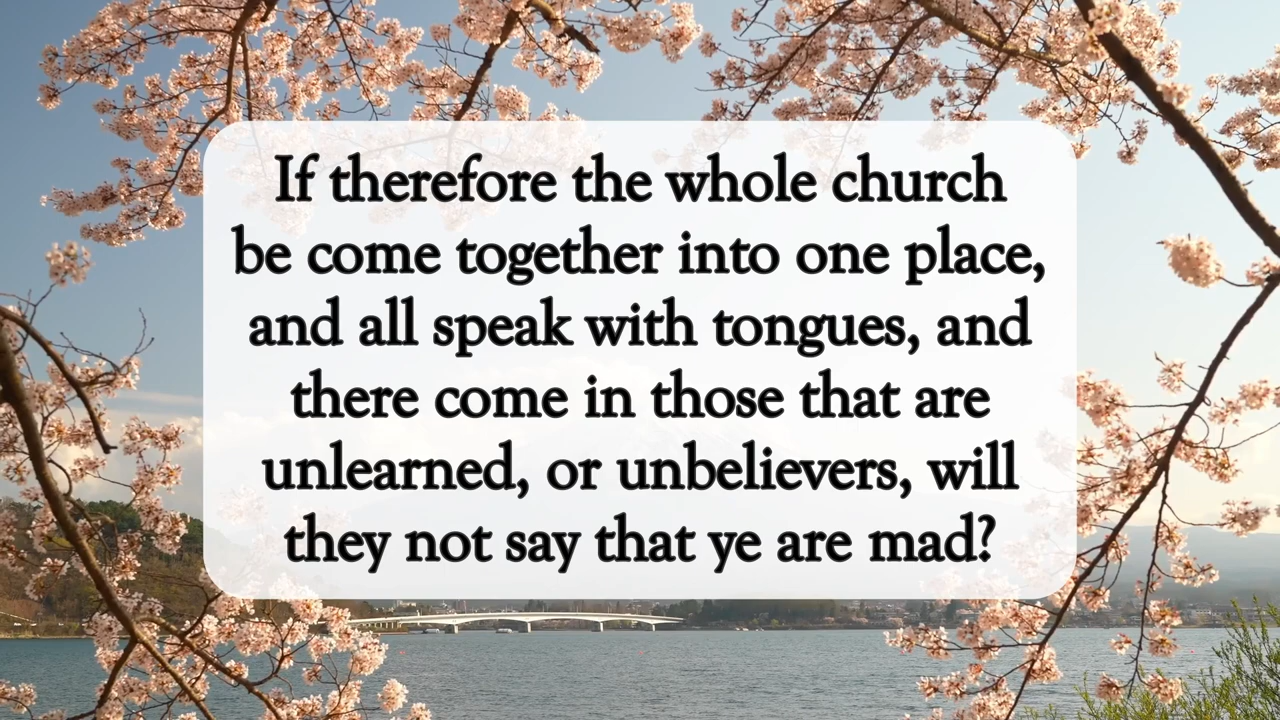 If therefore the whole church
be come together into one place,
and all speak with tongues, and
there come in those that are
unlearned, or unbelievers, will
they not say that ye are mad?